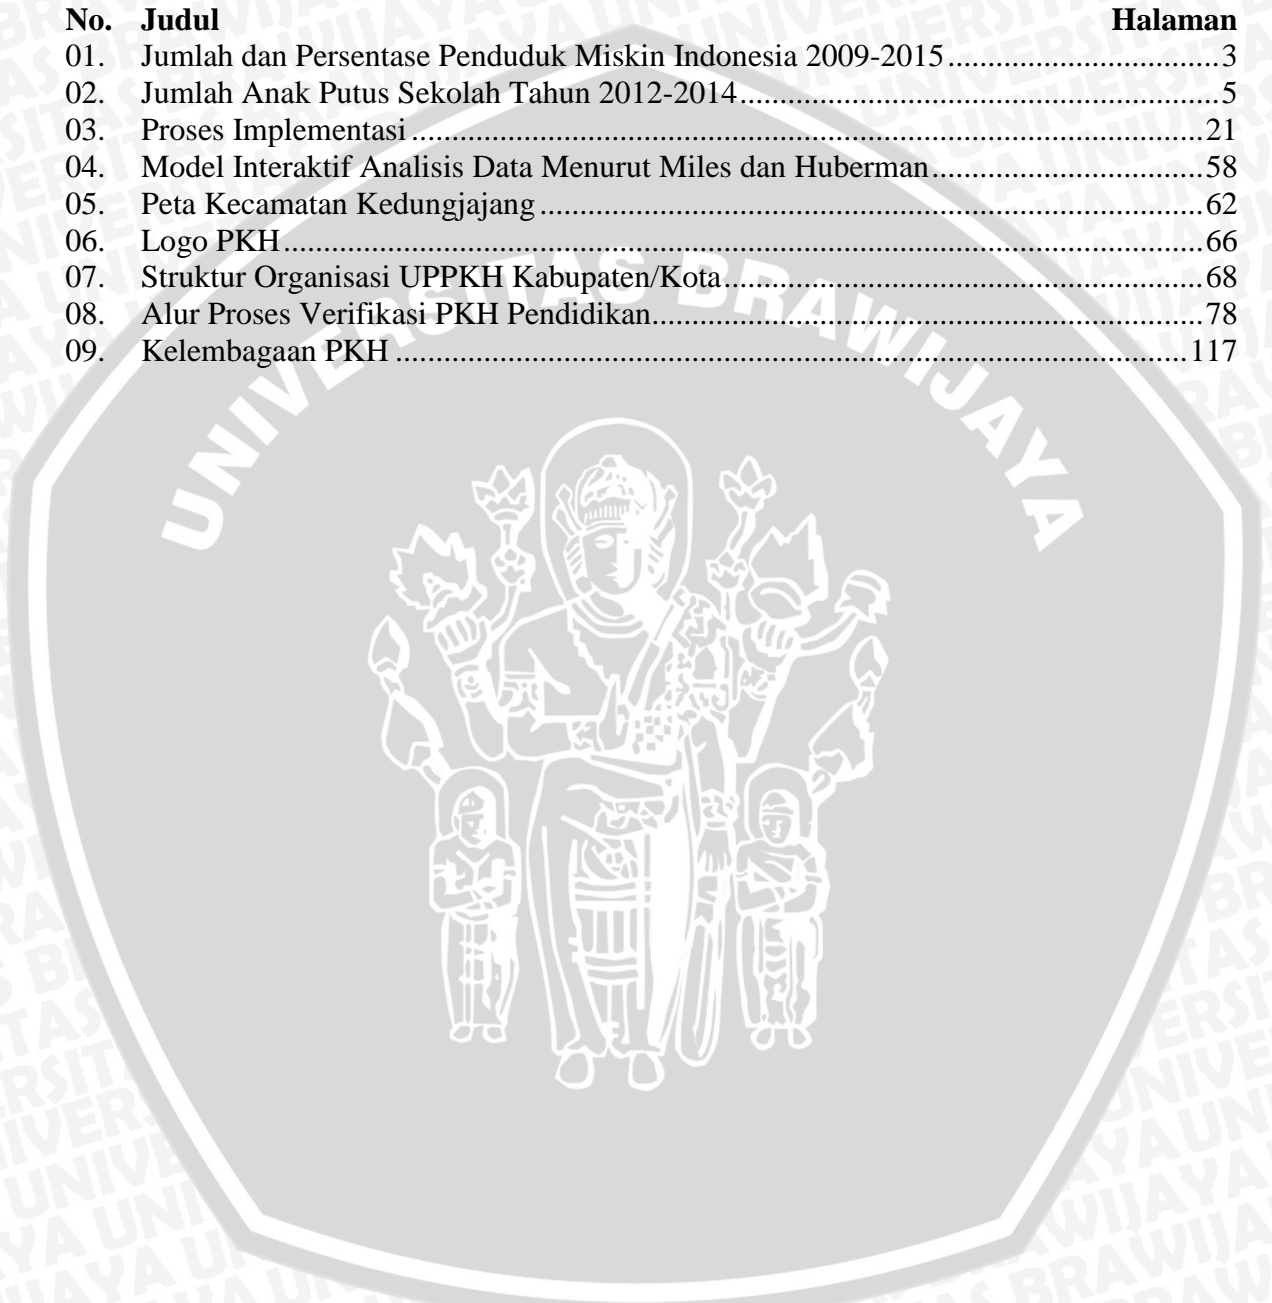 No. Judul Halaman
01. Jumlah dan Persentase Penduduk Miskin Indonesia 2009-2015 3
02. Jumlah Anak Putus Sekolah Tahun 2012-2014 5
03. Proses Implementasi 21
04. Model Interaktif Analisis Data Menurut Miles dan Huberman 58
05. Peta Kecamatan Kedungjajang 62
06. Logo PKH 66
07. Struktur Organisasi UPPKH Kabupaten/Kota 68
08. Alur Proses Verifikasi PKH Pendidikan 78
09. Kelembagaan PKH 117
UNIVERSITAS BRAWIJAYA